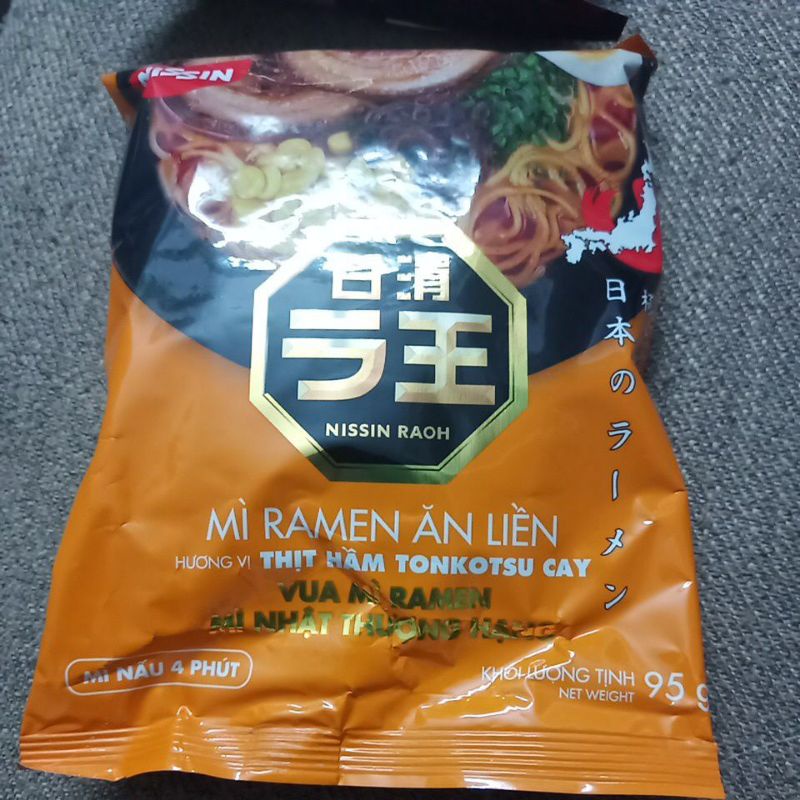 NISSIN
日清
ラ王
NISSIN RAOH
日本のラーメン
MÌ RAMEN ĂN LIỀN
HƯƠNG VỊ THỊT HẦM TONKOTSU CAY
VUA MÌ RAMEN
MÌ NHẬT THƯỢNG HẠNG
MÌ NẤU 4 PHÚT
KHỐI LƯỢNG TỊNH
NET WEIGHT
95 g